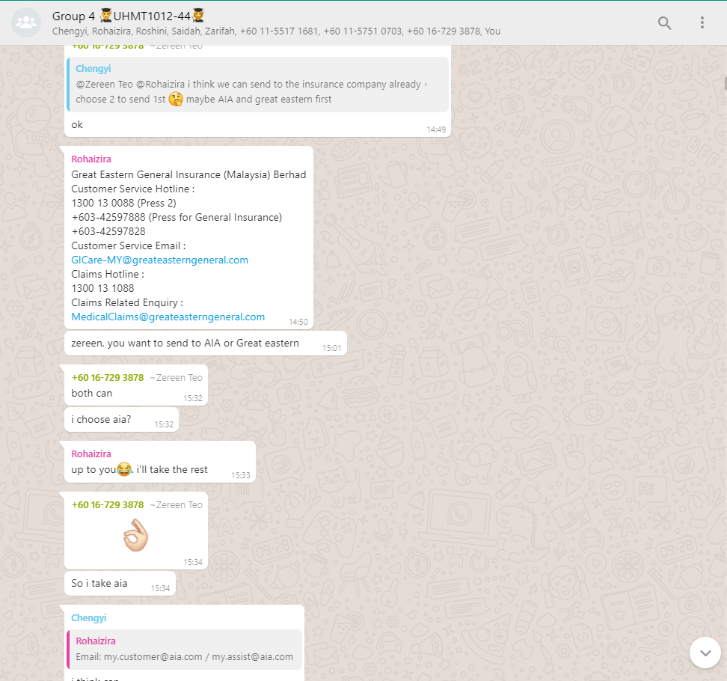 Group 4 👩‍🎓UHMT1012-44👩‍🎓
Chengyi, Rohaizira, Roshini, Saidah, Zarifah, +60 11-5517 1681, +60 11-5751 0703, +60 16-729 3878, You
+60 16-729 3878 ~Zereen Teo
Chengyi
@Zereen Teo @Rohaizira i think we can send to the insurance company already,
choose 2 to send 1st 🤔 maybe AIA and great eastern first
ok
14:49
Rohaizira
Great Eastern General Insurance (Malaysia) Berhad
Customer Service Hotline :
1300 13 0088 (Press 2)
+603-42597888 (Press for General Insurance)
+603-42597828
Customer Service Email :
GICare-MY@greateasterngeneral.com
Claims Hotline :
1300 13 1088
Claims Related Enquiry :
MedicalClaims@greateasterngeneral.com
14:50
zereen, you want to send to AIA or Great eastern
15:01
+60 16-729 3878 ~Zereen Teo
both can
15:32
i choose aia?
15:32
Rohaizira
up to you😂. i'll take the rest
15:33
+60 16-729 3878 ~Zereen Teo
👌🏻
15:34
So i take aia
15:34
Chengyi
Rohaizira
Email: my.customer@aia.com / my.assist@aia.com
i think can